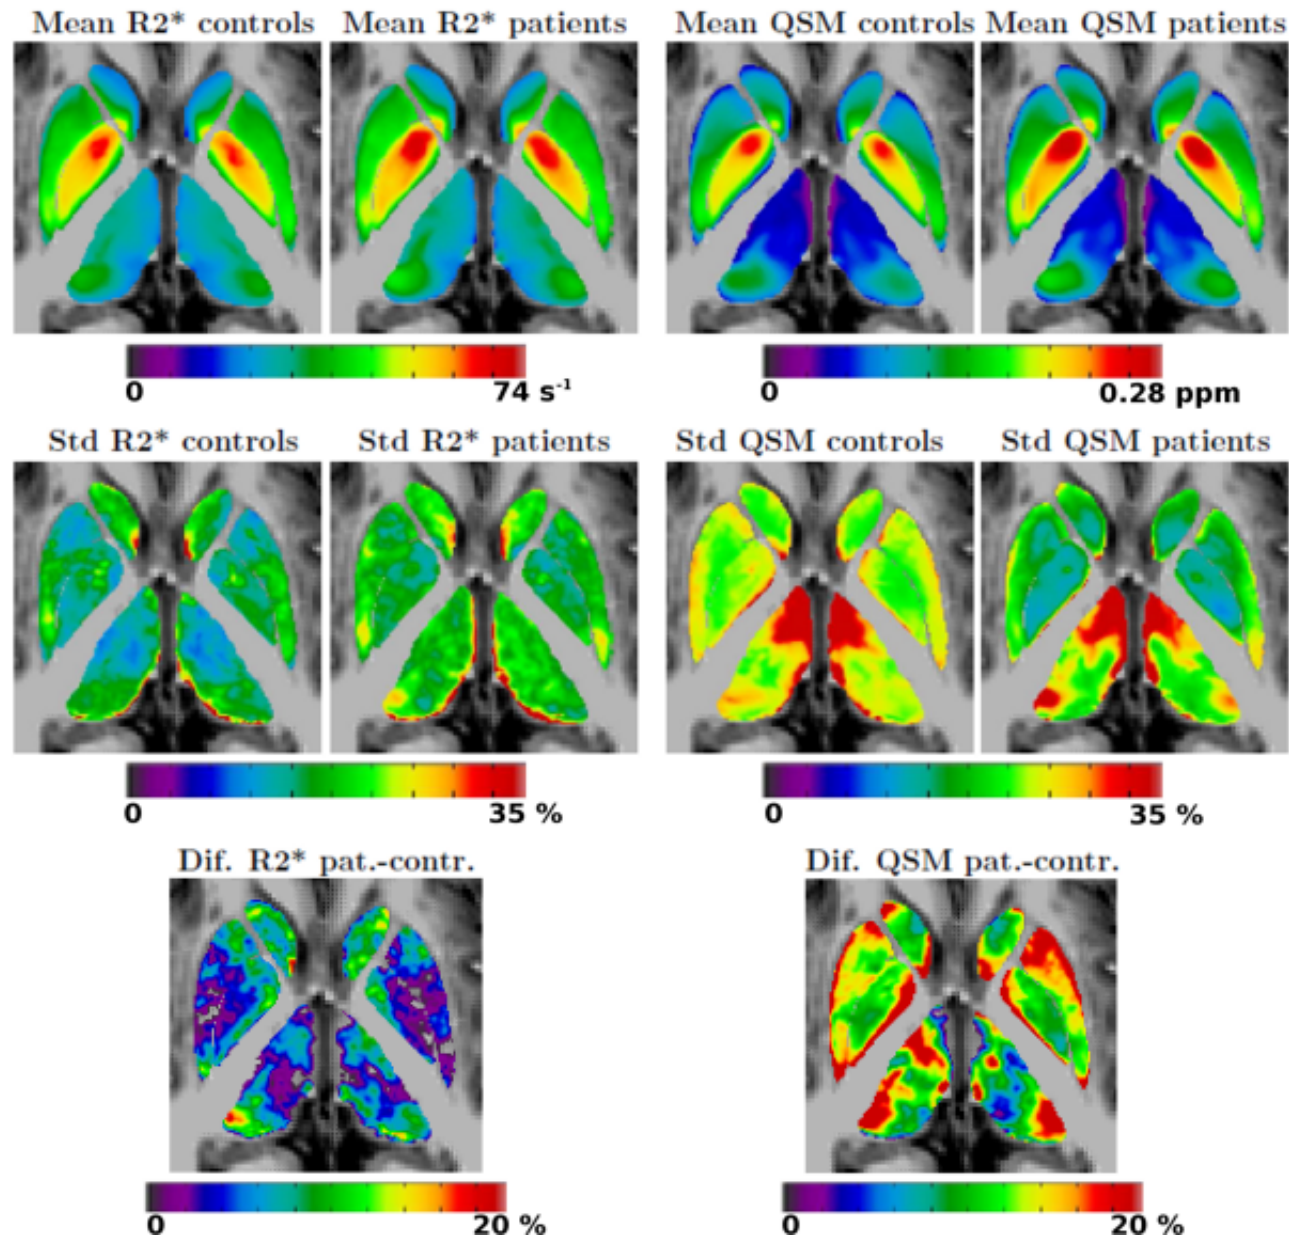 Mean R2* controls Mean R2* patients Mean QSM controls Mean QSM patients
0 74 s⁻¹ 0 0.28 ppm
Std R2* controls Std R2* patients Std QSM controls Std QSM patients
0 35 % 0 35 %
Dif. R2* pat.-contr. Dif. QSM pat.-contr.
0 20 % 0 20 %